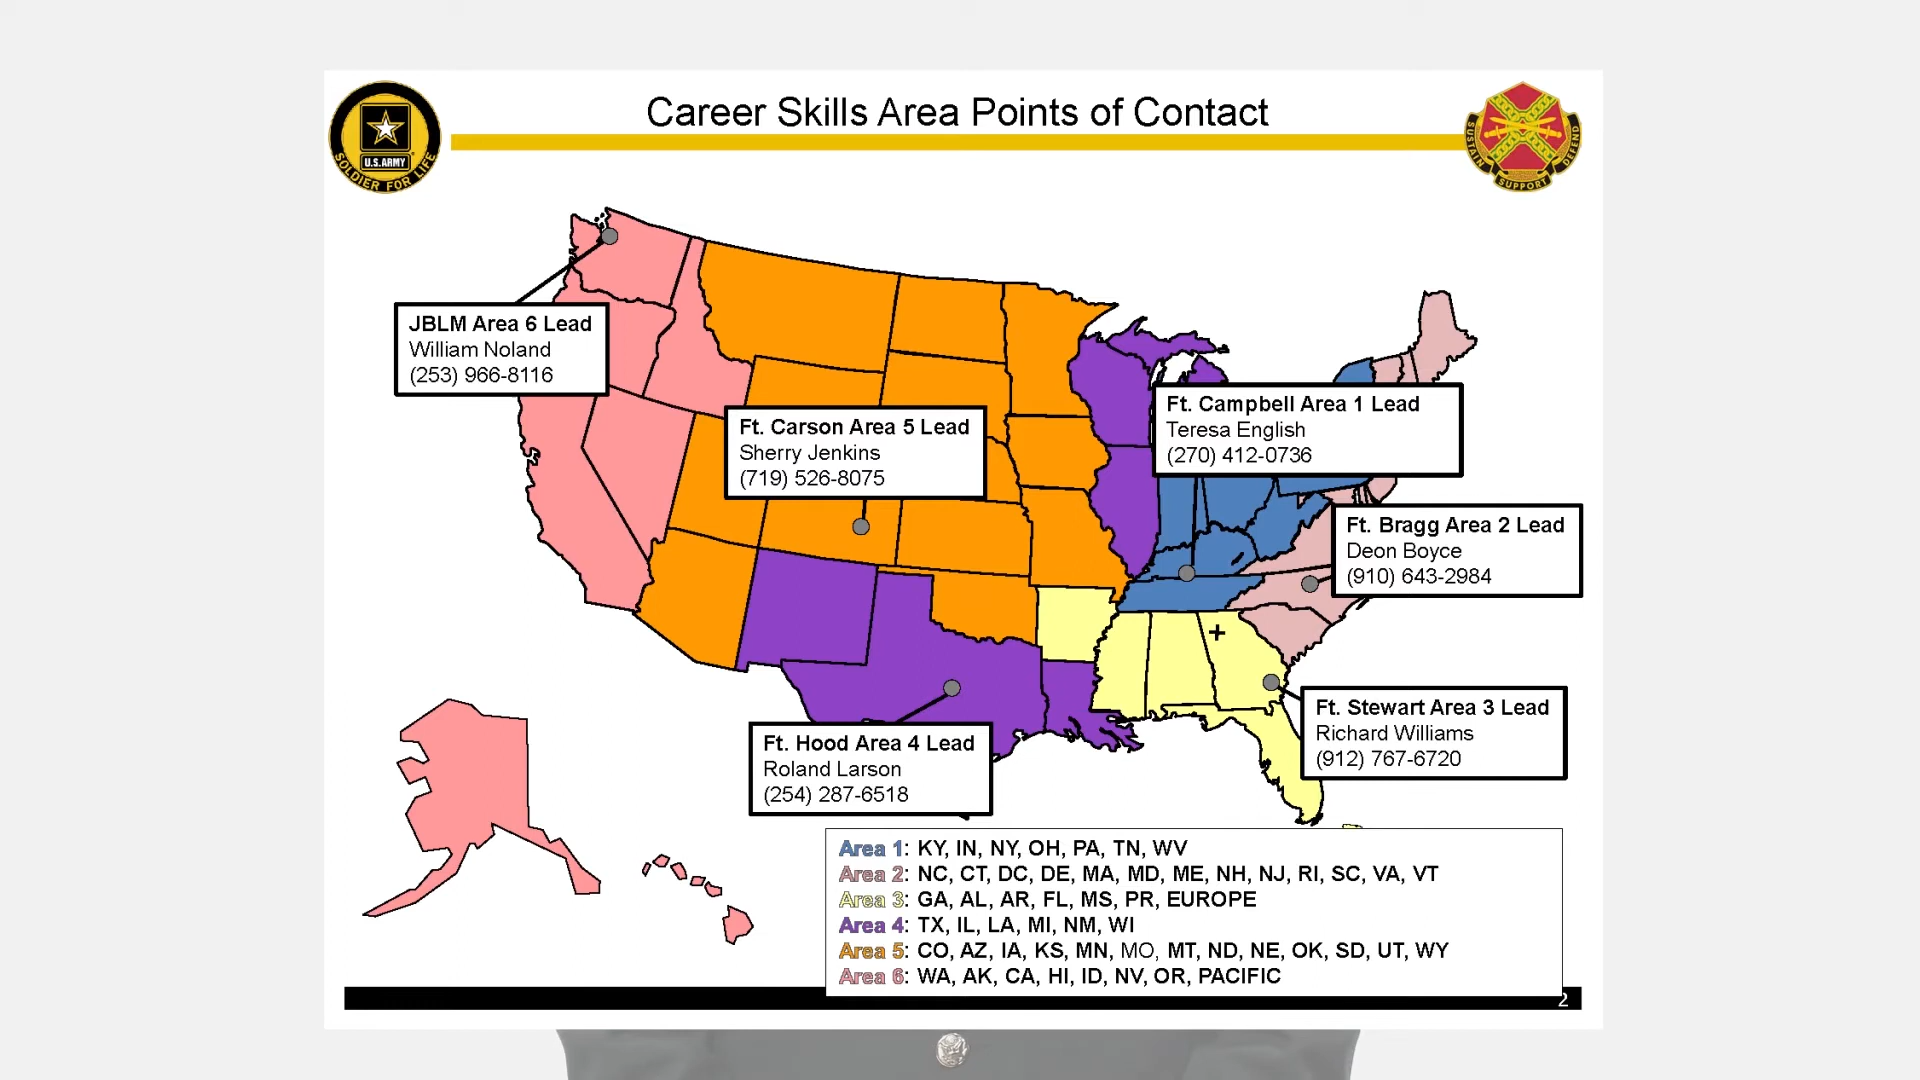 Career Skills Area Points of Contact
U.S.ARMY
SOLDIER FOR LIFE
SUSTAIN
SUPPORT
DEFEND
JBLM Area 6 Lead
William Noland
(253) 966-8116
Ft. Carson Area 5 Lead
Sherry Jenkins
(719) 526-8075
Ft. Campbell Area 1 Lead
Teresa English
(270) 412-0736
Ft. Bragg Area 2 Lead
Deon Boyce
(910) 643-2984
Ft. Stewart Area 3 Lead
Richard Williams
(912) 767-6720
Ft. Hood Area 4 Lead
Roland Larson
(254) 287-6518
Area 1: KY, IN, NY, OH, PA, TN, WV
Area 2: NC, CT, DC, DE, MA, MD, ME, NH, NJ, RI, SC, VA, VT
Area 3: GA, AL, AR, FL, MS, PR, EUROPE
Area 4: TX, IL, LA, MI, NM, WI
Area 5: CO, AZ, IA, KS, MN, MO, MT, ND, NE, OK, SD, UT, WY
Area 6: WA, AK, CA, HI, ID, NV, OR, PACIFIC
2